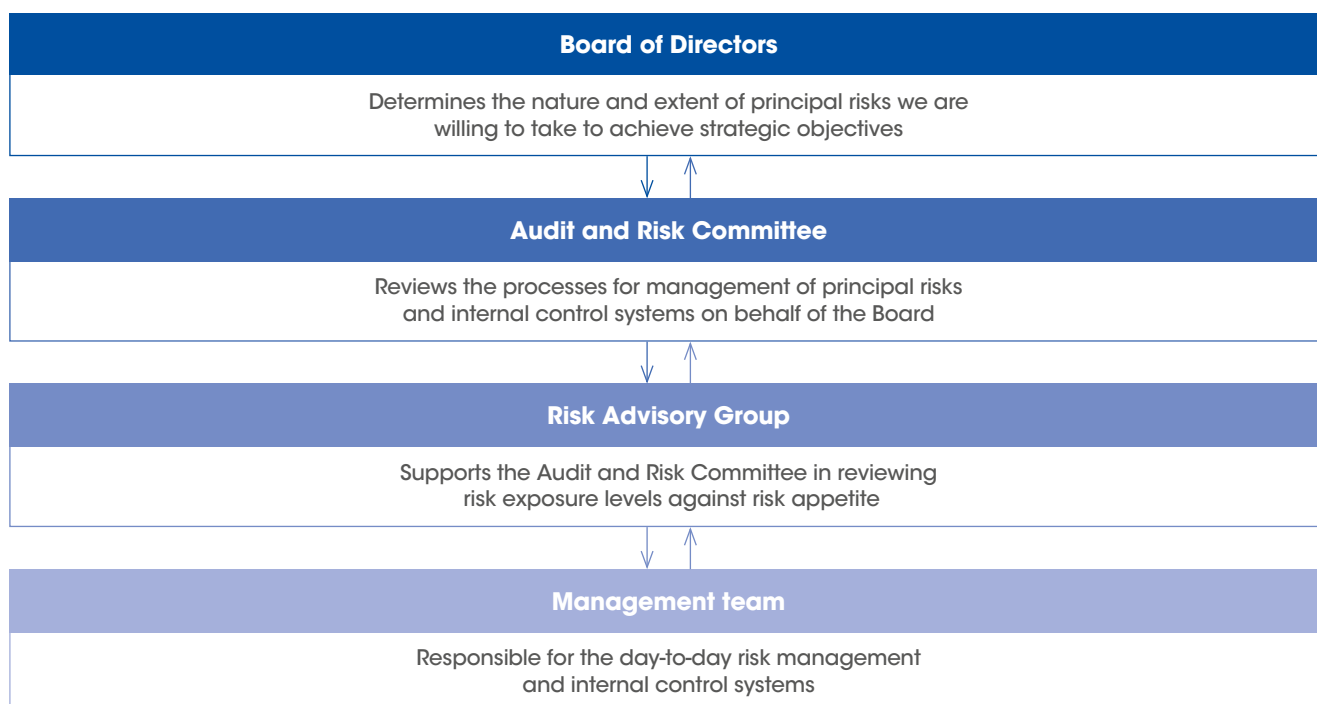 Board of Directors
Determines the nature and extent of principal risks we are
willing to take to achieve strategic objectives
Audit and Risk Committee
Reviews the processes for management of principal risks
and internal control systems on behalf of the Board
Risk Advisory Group
Supports the Audit and Risk Committee in reviewing
risk exposure levels against risk appetite
Management team
Responsible for the day-to-day risk management
and internal control systems